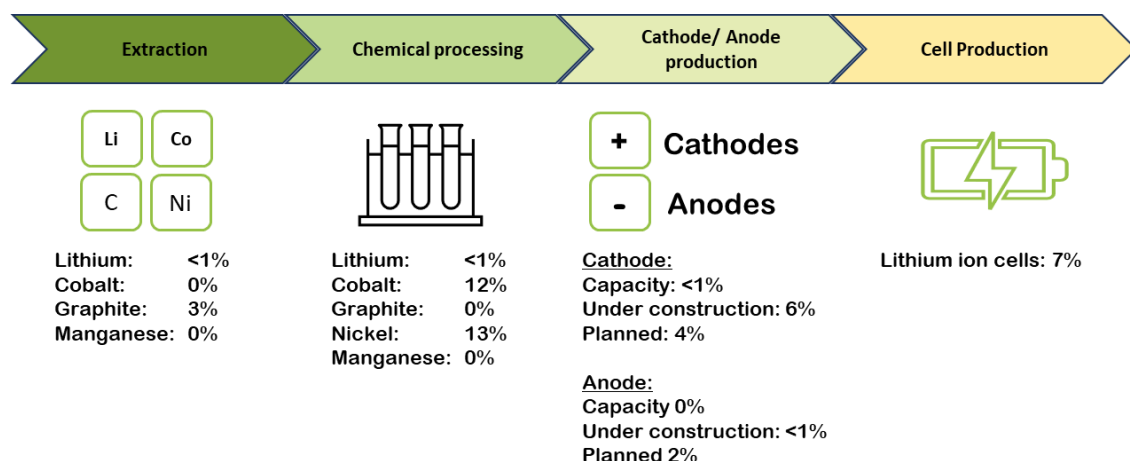 Extraction
Chemical processing
Cathode/ Anode
production
Cell Production
Li
Co
C
Ni
+
Cathodes
-
Anodes
Lithium: <1%
Cobalt: 0%
Graphite: 3%
Manganese: 0%
Lithium: <1%
Cobalt: 12%
Graphite: 0%
Nickel: 13%
Manganese: 0%
Cathode:
Capacity: <1%
Under construction: 6%
Planned: 4%
Anode:
Capacity 0%
Under construction: <1%
Planned 2%
Lithium ion cells: 7%